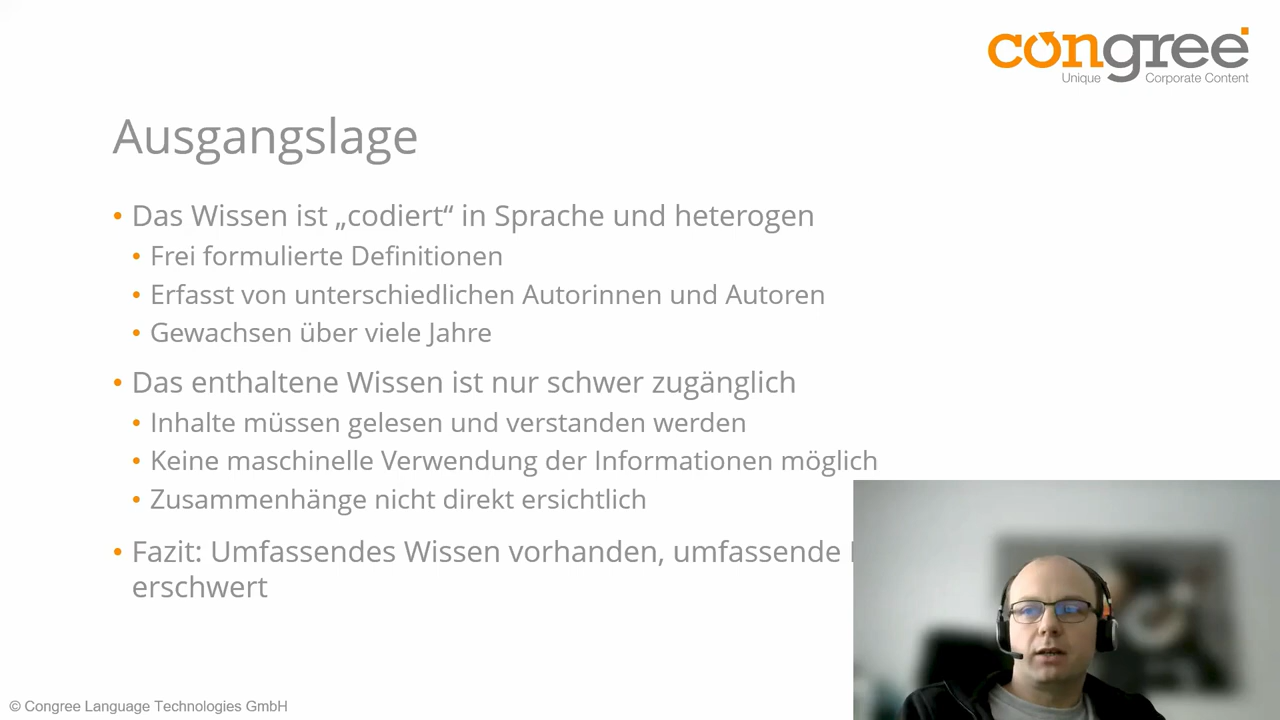 congree
Unique Corporate Content
Ausgangslage
• Das Wissen ist „codiert“ in Sprache und heterogen
• Frei formulierte Definitionen
• Erfasst von unterschiedlichen Autorinnen und Autoren
• Gewachsen über viele Jahre
• Das enthaltene Wissen ist nur schwer zugänglich
• Inhalte müssen gelesen und verstanden werden
• Keine maschinelle Verwendung der Informationen möglich
• Zusammenhänge nicht direkt ersichtlich
• Fazit: Umfassendes Wissen vorhanden, umfassende
erschwert
© Congree Language Technologies GmbH